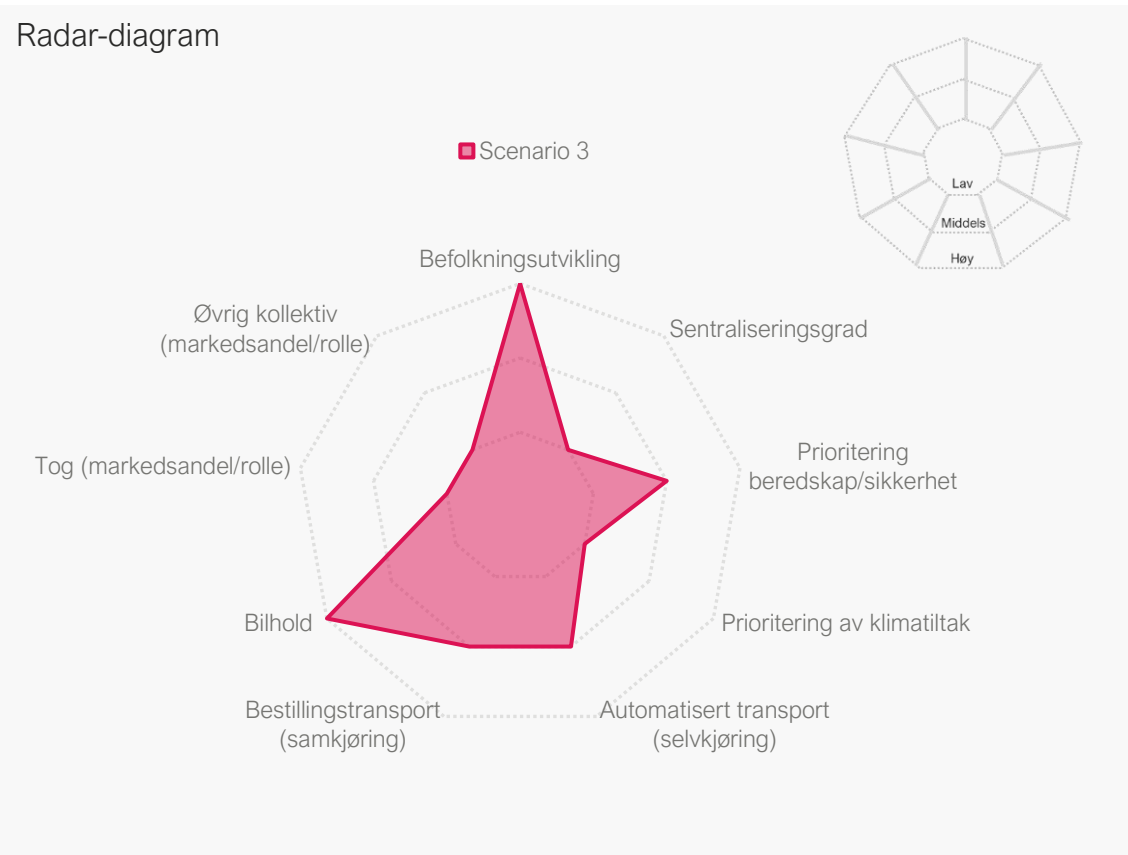 Radar-diagram
Lav
Middels
Høy
Scenario 3
Befolkningsutvikling
Sentraliseringsgrad
Prioritering
beredskap/sikkerhet
Prioritering av klimatiltak
Automatisert transport
(selvkjøring)
Bestillingstransport
(samkjøring)
Bilhold
Tog (markedsandel/rolle)
Øvrig kollektiv
(markedsandel/rolle)